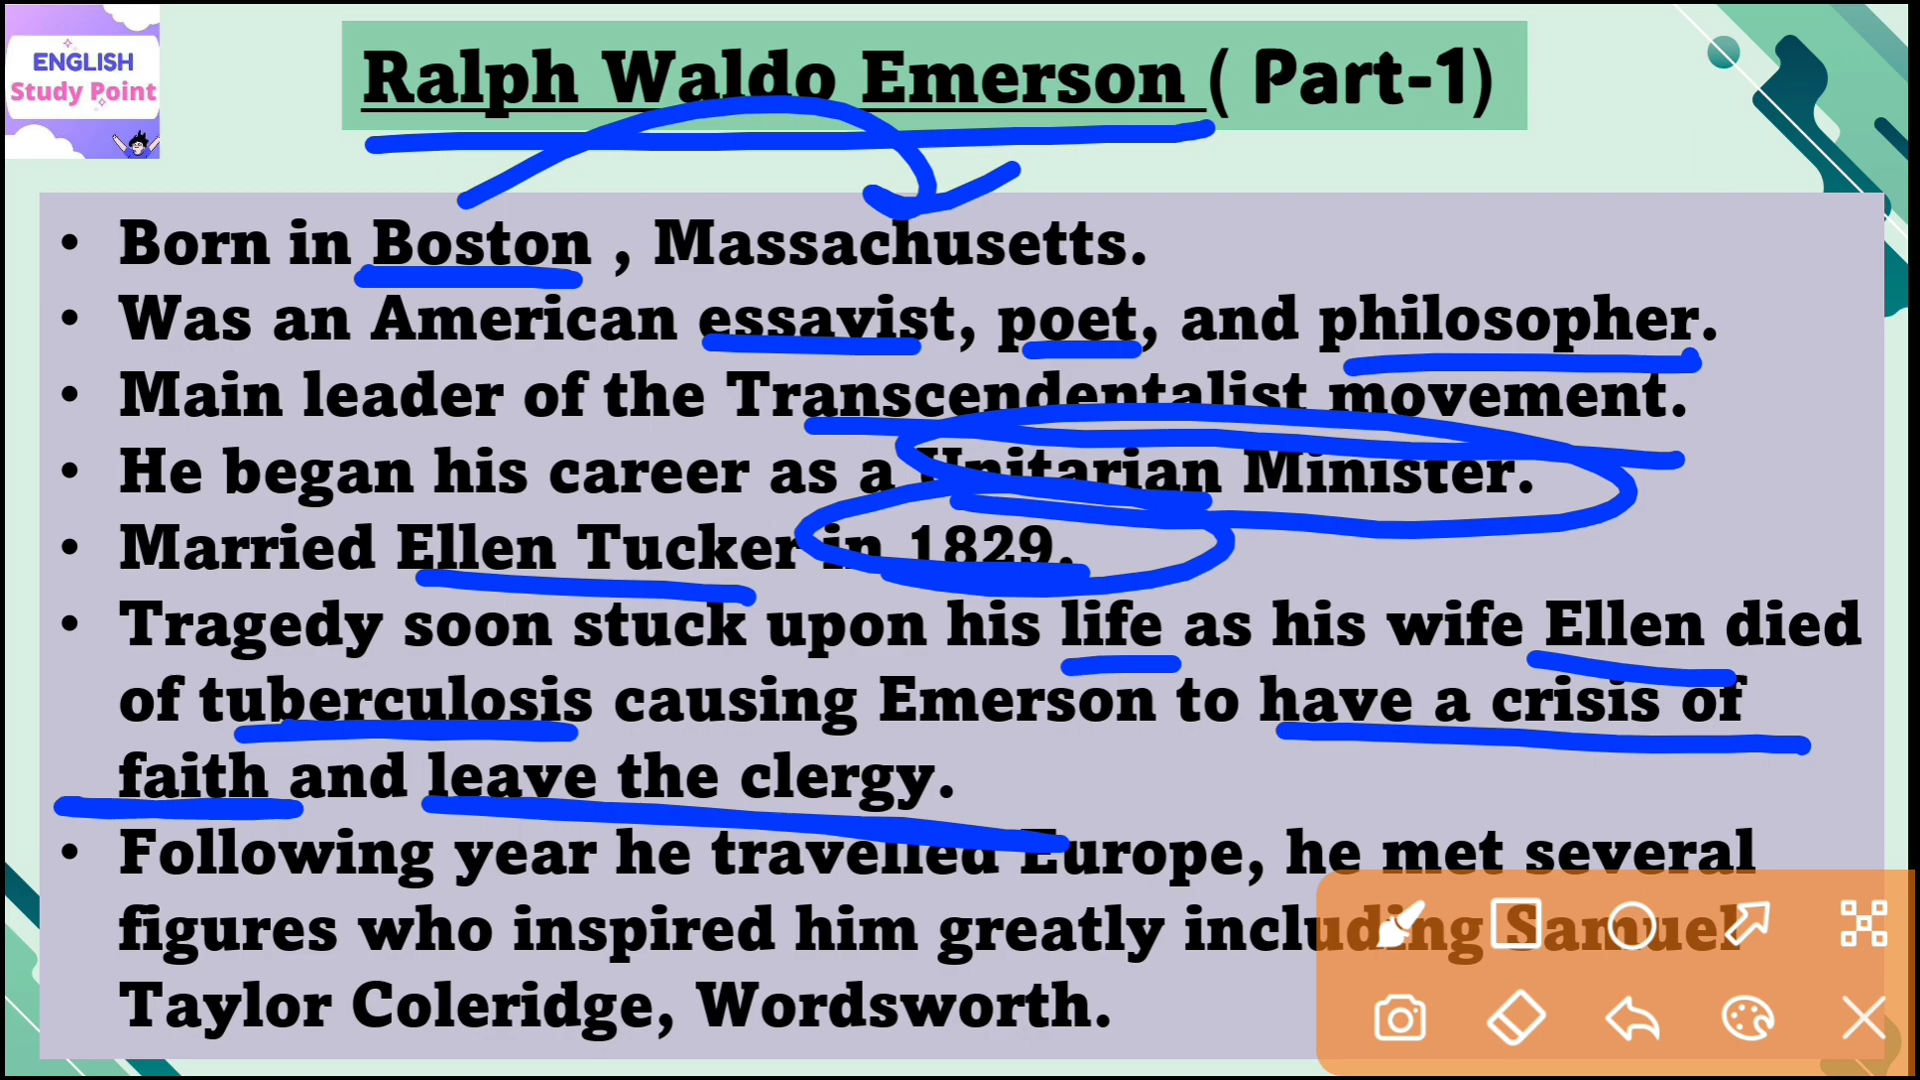 ENGLISH
Study Point
Ralph Waldo Emerson ( Part-1)
• Born in Boston , Massachusetts.
• Was an American essayist, poet, and philosopher.
• Main leader of the Transcendentalist movement.
• He began his career as a Unitarian Minister.
• Married Ellen Tucker in 1829.
• Tragedy soon stuck upon his life as his wife Ellen died
of tuberculosis causing Emerson to have a crisis of
faith and leave the clergy.
• Following year he travelled Europe, he met several
figures who inspired him greatly including Samuel
Taylor Coleridge, Wordsworth.